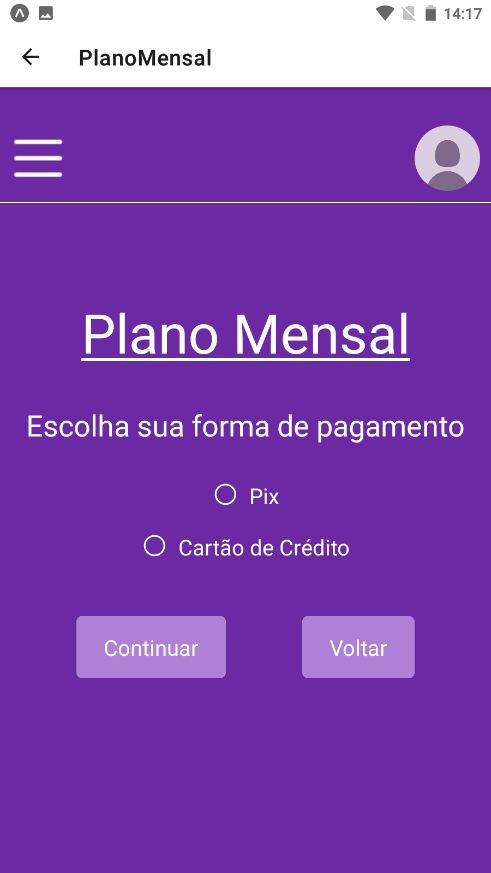 14:17
PlanoMensal
Plano Mensal
Escolha sua forma de pagamento
Pix
Cartão de Crédito
Continuar
Voltar